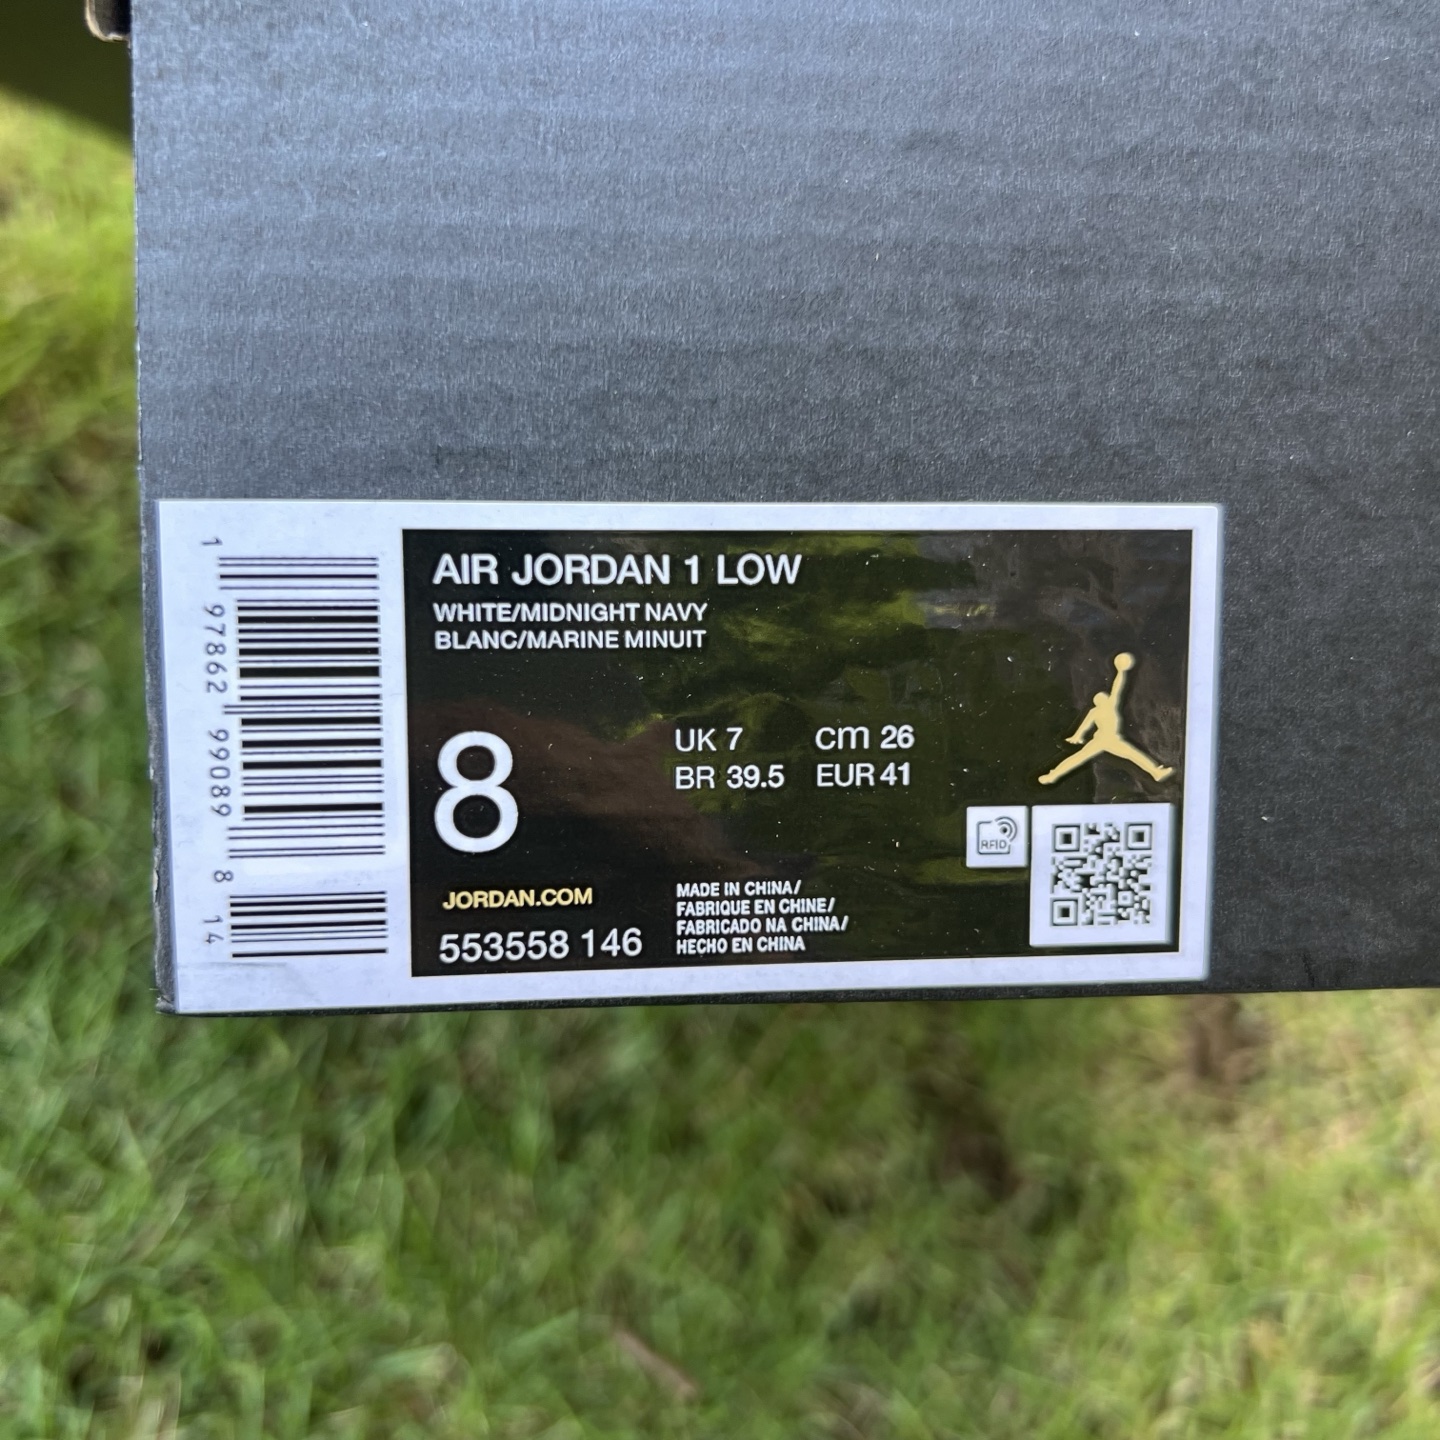 AIR JORDAN 1 LOW
WHITE/MIDNIGHT NAVY
BLANC/MARINE MINUIT
8
UK 7
cm 26
BR 39.5
EUR 41
RFID
JORDAN.COM
553558 146
MADE IN CHINA/
FABRIQUE EN CHINE/
FABRICADO NA CHINA/
HECHO EN CHINA
1 97862 99089 8 14